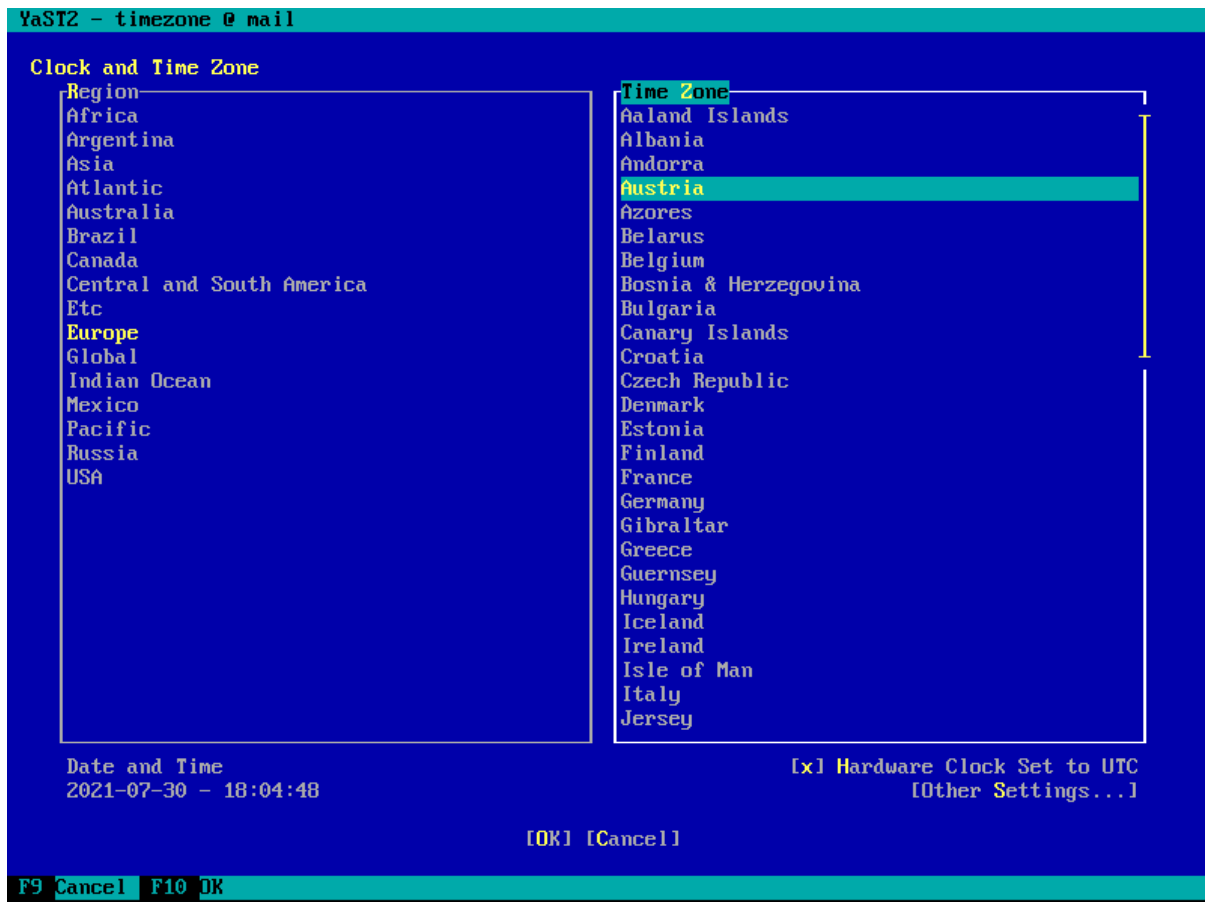 YaST2 - timezone @ mail
Clock and Time Zone
Region
Africa
Argentina
Asia
Atlantic
Australia
Brazil
Canada
Central and South America
Etc
Europe
Global
Indian Ocean
Mexico
Pacific
Russia
USA
Time Zone
Aaland Islands
Albania
Andorra
Austria
Azores
Belarus
Belgium
Bosnia & Herzegovina
Bulgaria
Canary Islands
Croatia
Czech Republic
Denmark
Estonia
Finland
France
Germany
Gibraltar
Greece
Guernsey
Hungary
Iceland
Ireland
Isle of Man
Italy
Jersey
Date and Time
2021-07-30 - 18:04:48
[x] Hardware Clock Set to UTC
[Other Settings...]
[OK] [Cancel]
F9 Cancel F10 OK